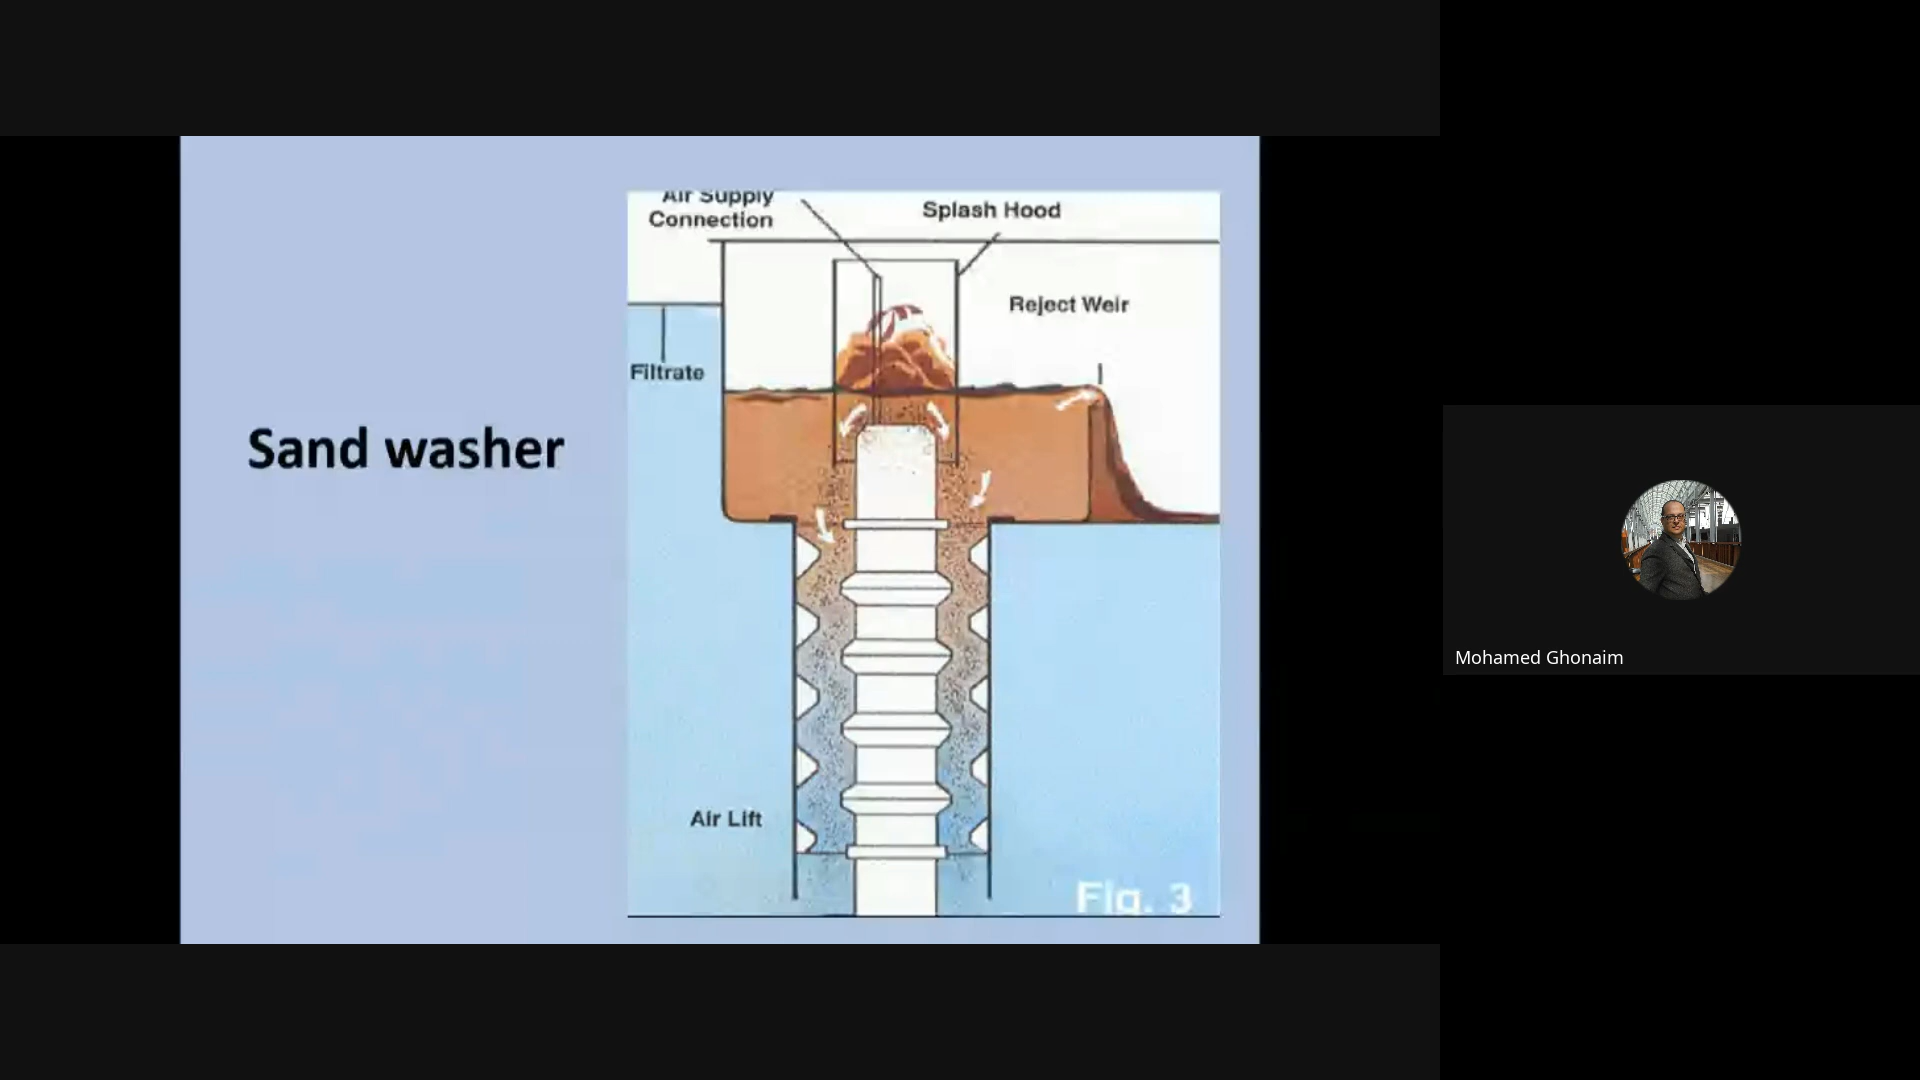 Air Supply
Connection
Splash Hood
Reject Weir
Filtrate
Sand washer
Air Lift
Fig. 3
Mohamed Ghonaim